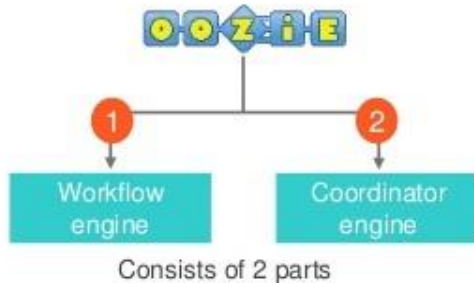 OOZiE
1
2
Workflow
engine
Coordinator
engine
Consists of 2 parts